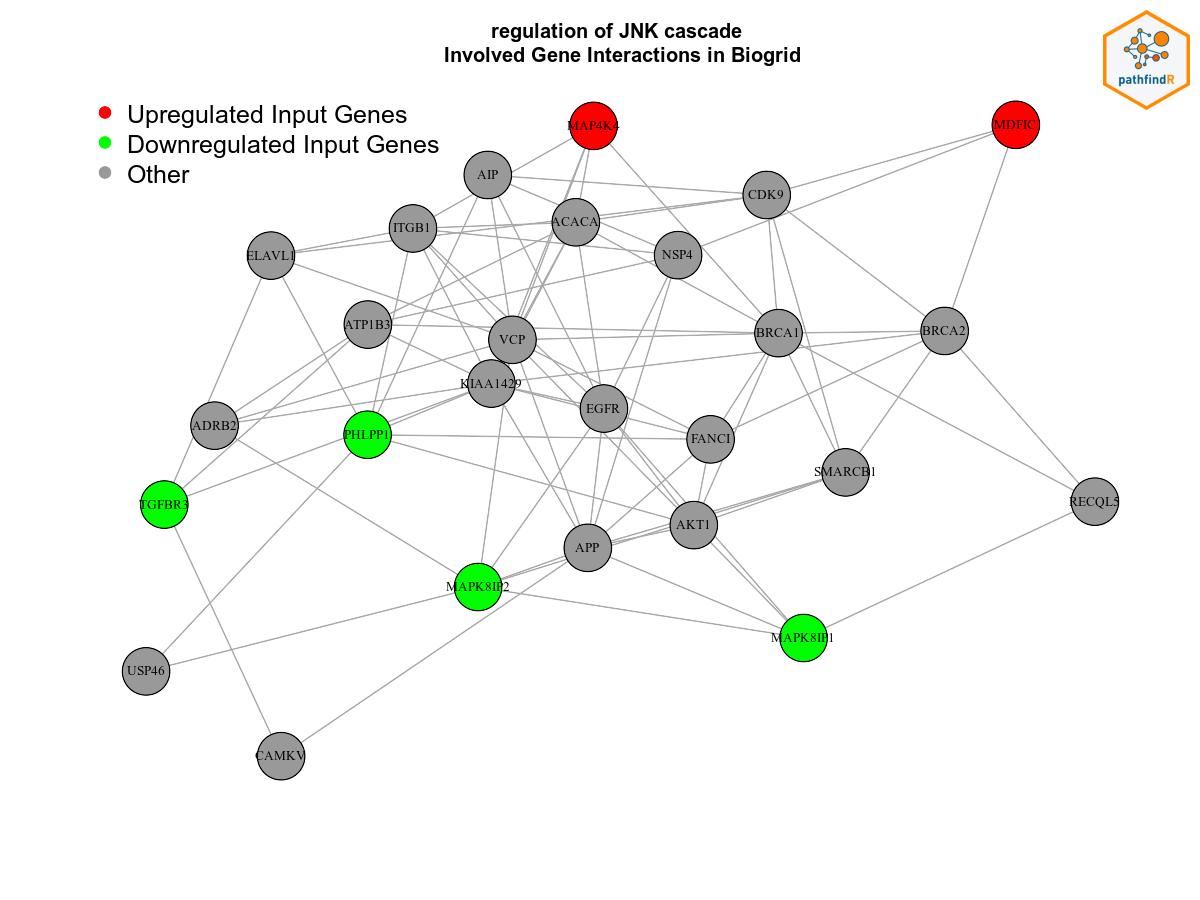 regulation of JNK cascade
Involved Gene Interactions in Biogrid
pathfindR
Upregulated Input Genes
Downregulated Input Genes
Other
MAP4K4
MDFIC
AIP
CDK9
ACACA
ITGB1
ELAVL1
NSP4
ATP1B3
VCP
BRCA1
BRCA2
KIAA1429
EGFR
ADRB2
PHLPP1
FANCI
SMARCB1
TGFBR3
RECQL5
AKT1
APP
MAPK8IP2
MAPK8IP1
USP46
CAMKV